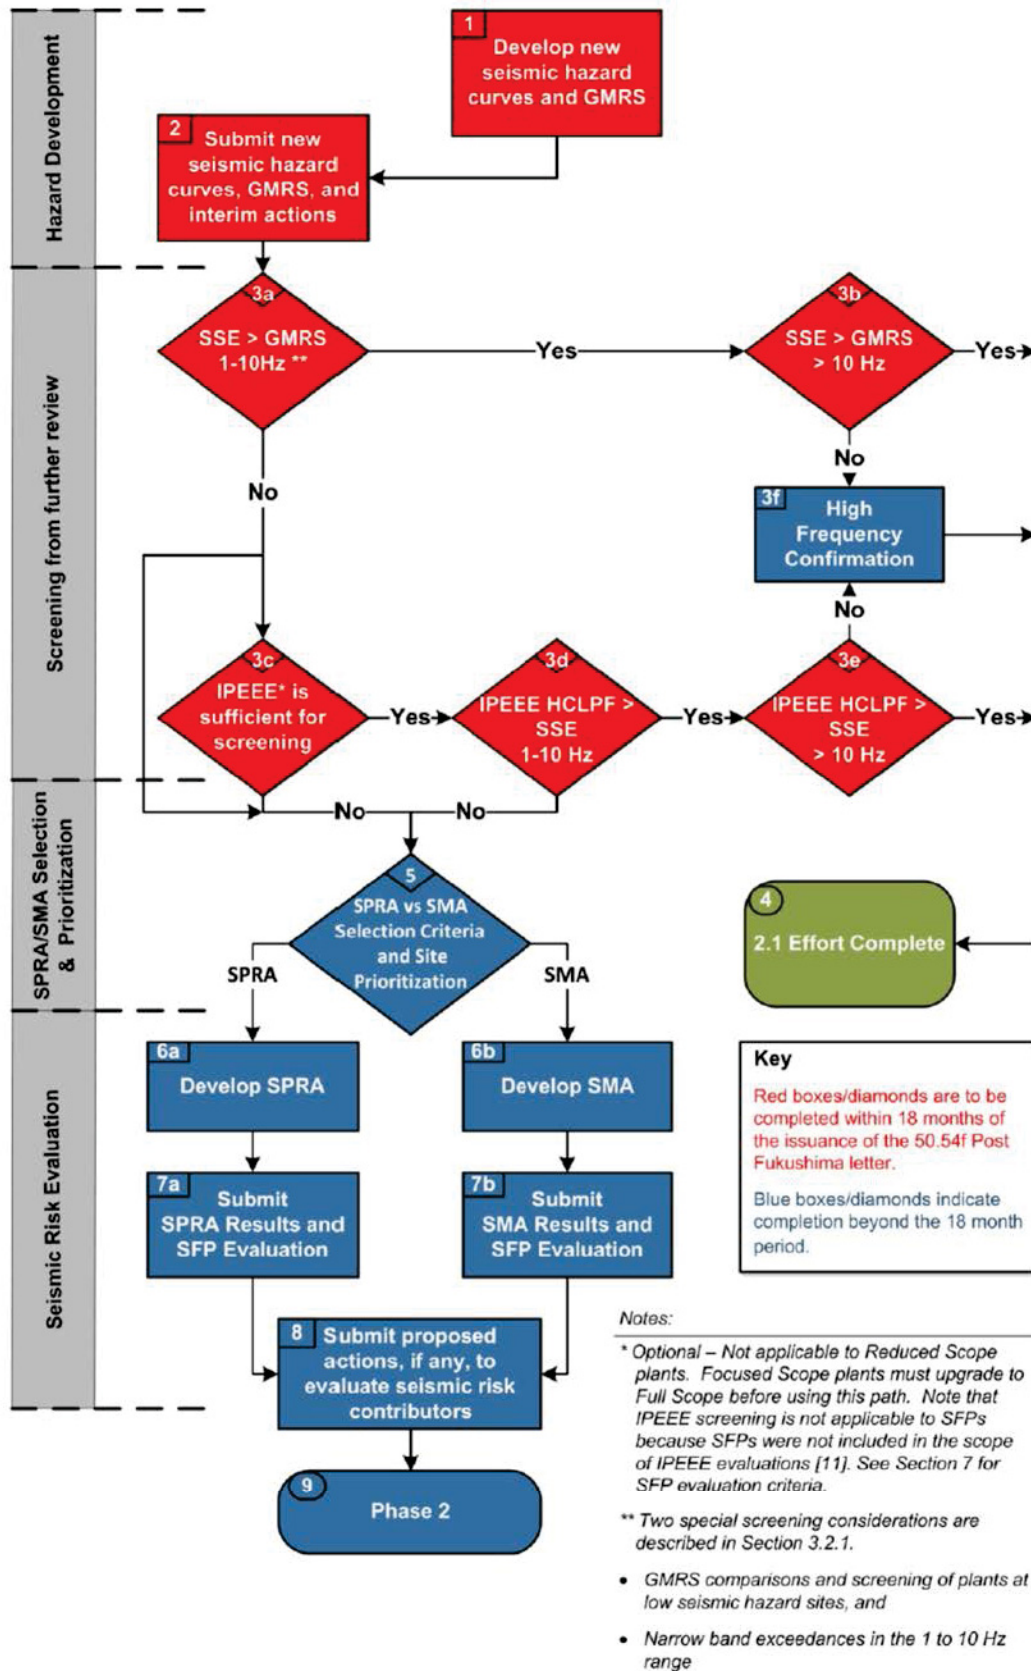 Hazard Development
1
Develop new
seismic hazard
curves and GMRS
2
Submit new
seismic hazard
curves, GMRS, and
interim actions
Screening from further review
3a
SSE > GMRS
1-10Hz **
Yes
3b
SSE > GMRS
> 10 Hz
Yes
No
No
3f
High
Frequency
Confirmation
No
3c
IPEEE* is
sufficient for
screening
Yes
3d
IPEEE HCLPF >
SSE
1-10 Hz
Yes
3e
IPEEE HCLPF >
SSE
> 10 Hz
Yes
No
No
SPRA/SMA Selection
& Prioritization
5
SPRA vs SMA
Selection Criteria
and Site
Prioritization
SPRA
SMA
4
2.1 Effort Complete
Seismic Risk Evaluation
6a
Develop SPRA
6b
Develop SMA
7a
Submit
SPRA Results and
SFP Evaluation
7b
Submit
SMA Results and
SFP Evaluation
8
Submit proposed
actions, if any, to
evaluate seismic risk
contributors
9
Phase 2
Key
Red boxes/diamonds are to be
completed within 18 months of
the issuance of the 50.54f Post
Fukushima letter.
Blue boxes/diamonds indicate
completion beyond the 18 month
period.
Notes:
* Optional – Not applicable to Reduced Scope
plants. Focused Scope plants must upgrade to
Full Scope before using this path. Note that
IPEEE screening is not applicable to SFPs
because SFPs were not included in the scope
of IPEEE evaluations [11]. See Section 7 for
SFP evaluation criteria.
** Two special screening considerations are
described in Section 3.2.1.
• GMRS comparisons and screening of plants at
low seismic hazard sites, and
• Narrow band exceedances in the 1 to 10 Hz
range